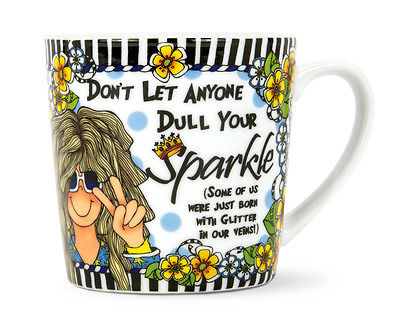 DON'T LET ANYONE
DULL YOUR
Sparkle
(SOME OF US
WERE JUST BORN
WITH GLITTER
IN OUR VEINS!)